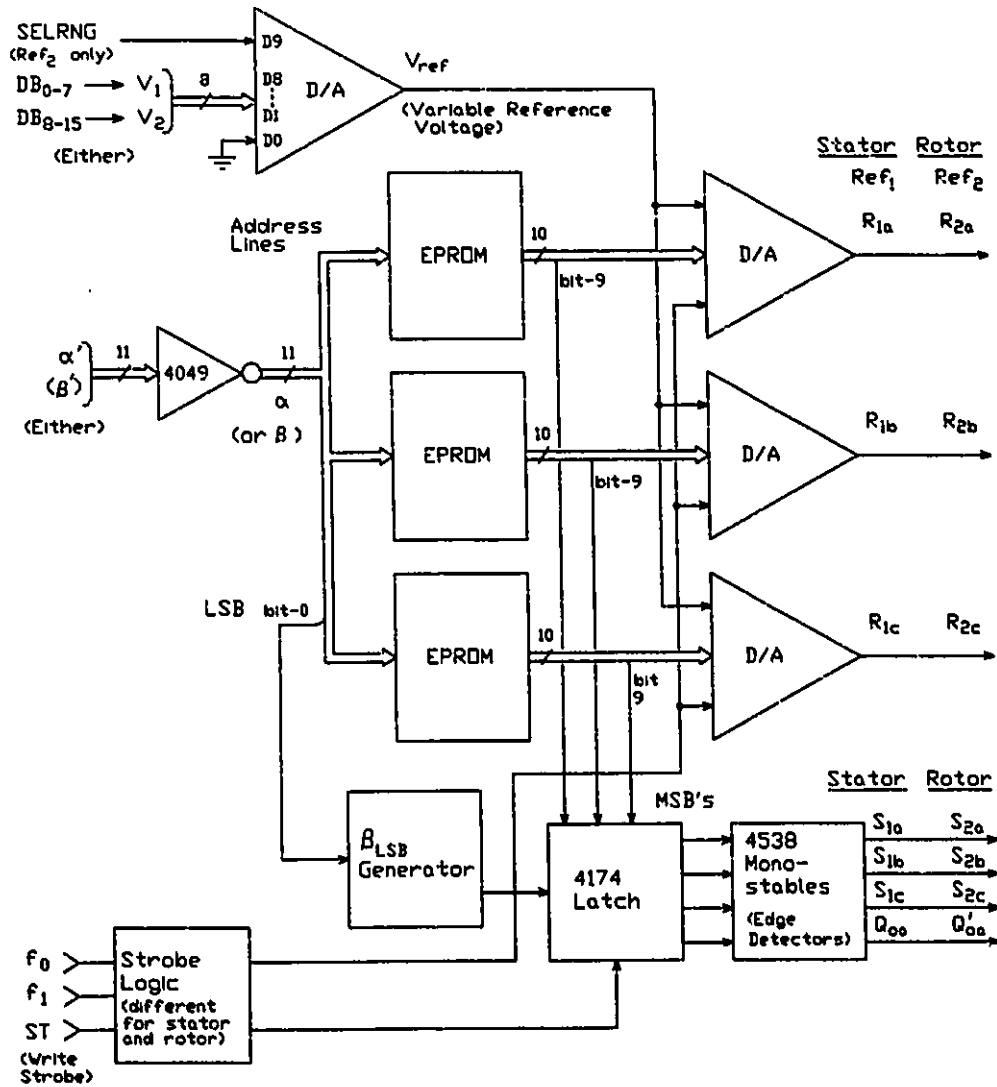 SELRNG
(Ref2 only)
DB0-7 → V1
DB8-15 → V2
(Either)
8
D9
D8
D1
D0
D/A
Vref
(Variable Reference
Voltage)
Stator Rotor
Ref1 Ref2
R1a R2a
Address
Lines
EPROM
10
bit-9
D/A
α'
(β')
(Either)
11
4049
11
α
(or β)
EPROM
10
bit-9
D/A
R1b R2b
LSB bit-0
EPROM
10
bit
9
D/A
R1c R2c
MSB's
Stator Rotor
βLSB
Generator
4174
Latch
4538
Mono-
stables
(Edge
Detectors)
S1a S2a
S1b S2b
S1c S2c
Qoa Q'oa
f0
f1
ST
(Write
Strobe)
Strobe
Logic
(different
for stator
and rotor)